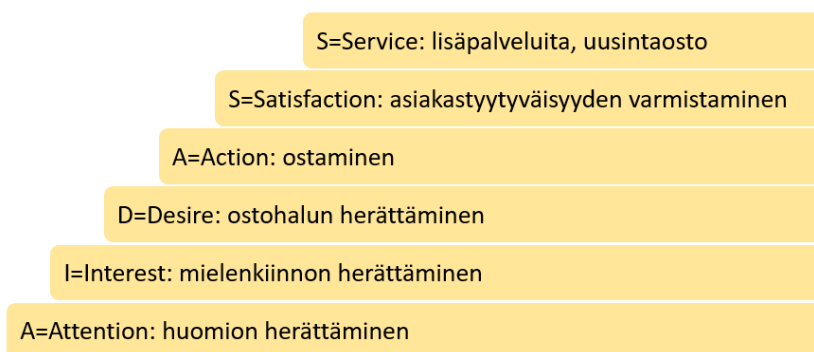 S=Service: lisäpalveluita, uusintaosto
S=Satisfaction: asiakastyytyväisyyden varmistaminen
A=Action: ostaminen
D=Desire: ostohalun herättäminen
I=Interest: mielenkiinnon herättäminen
A=Attention: huomion herättäminen